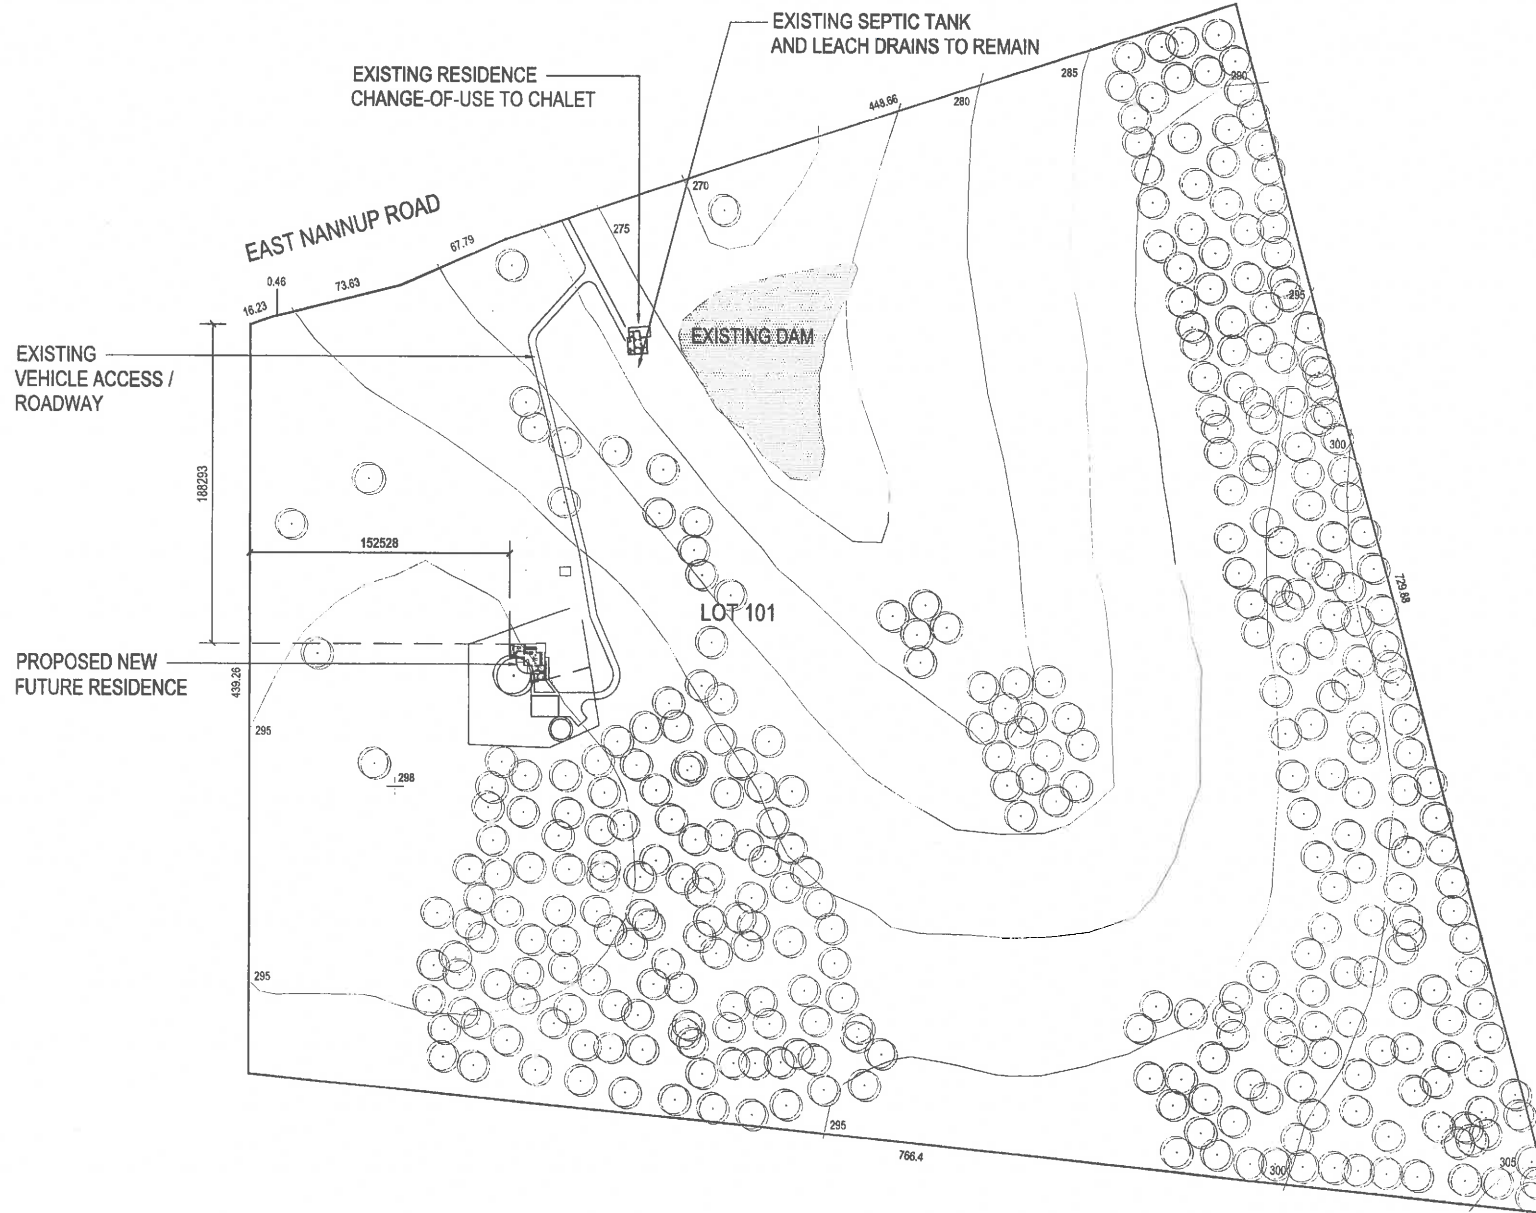 EXISTING SEPTIC TANK
AND LEACH DRAINS TO REMAIN
EXISTING RESIDENCE
CHANGE-OF-USE TO CHALET
285
290
448.66
280
270
EAST NANNUP ROAD
275
67.79
0.46
73.63
16.23
295
EXISTING DAM
EXISTING
VEHICLE ACCESS /
ROADWAY
300
188293
152528
729.88
LOT 101
PROPOSED NEW
FUTURE RESIDENCE
439.26
295
298
295
295
766.4
300
305